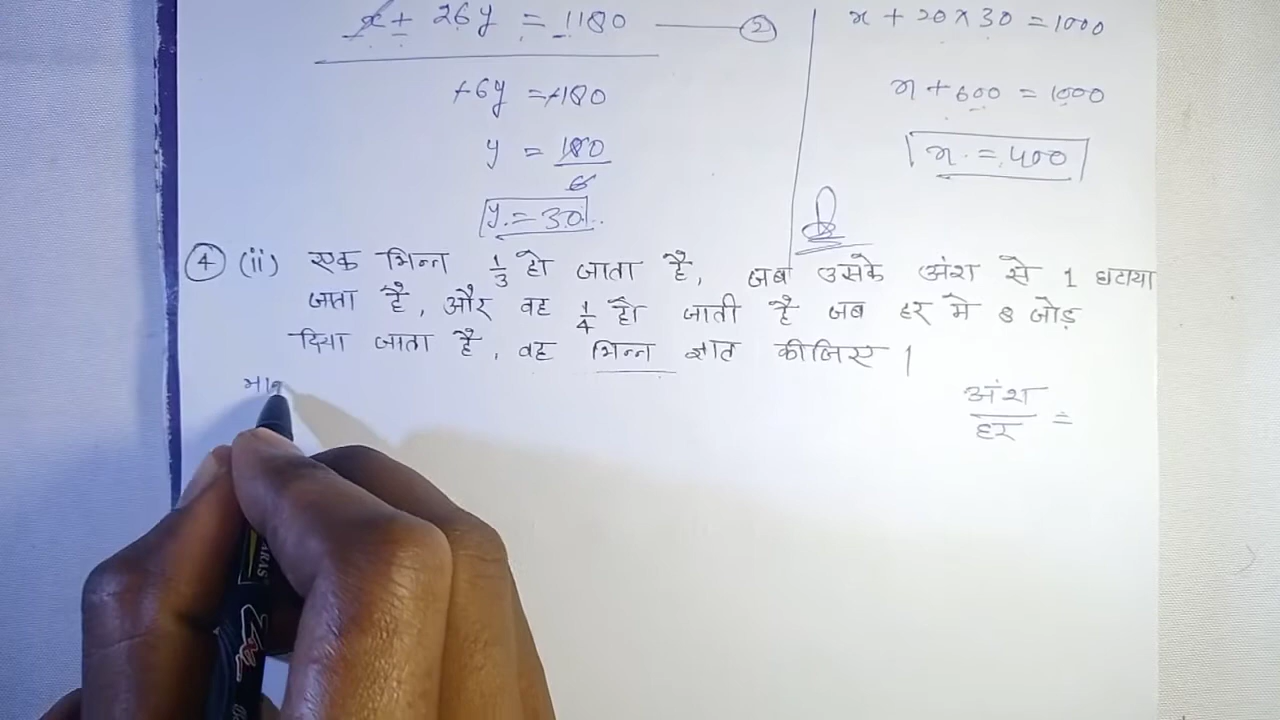 x + 26y = 1180 ② 
+6y = +180
y = 180
6
y = 30
x + 20 × 30 = 1000
x + 600 = 1000
x = 400
④ (ii) एक भिन्न 1/3 हो जाता है, जब उसके अंश से 1 घटाया
जाता है, और वह 1/4 हो जाती है जब हर मे 8 जोड़
दिया जाता है, वह भिन्न ज्ञात कीजिए।
अंश
हर =
मान